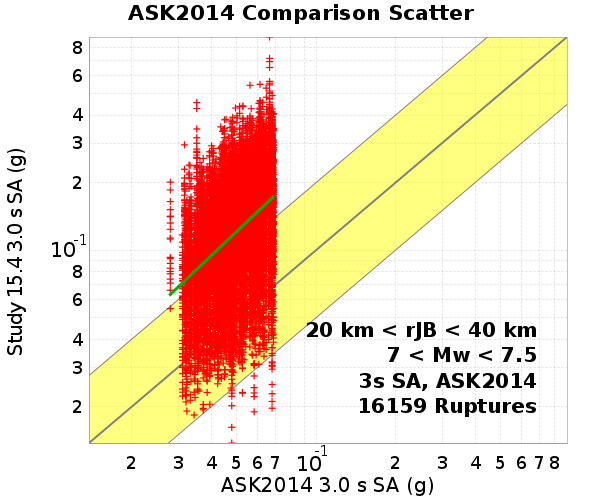 ASK2014 Comparison Scatter
8
6
4
3
2
10-1
8
6
4
3
2
Study 15.4 3.0 s SA (g)
20 km < rJB < 40 km
7 < Mw < 7.5
3s SA, ASK2014
16159 Ruptures
2 3 4 5 6 7 10-1 2 3 4 5 6 7 8
ASK2014 3.0 s SA (g)